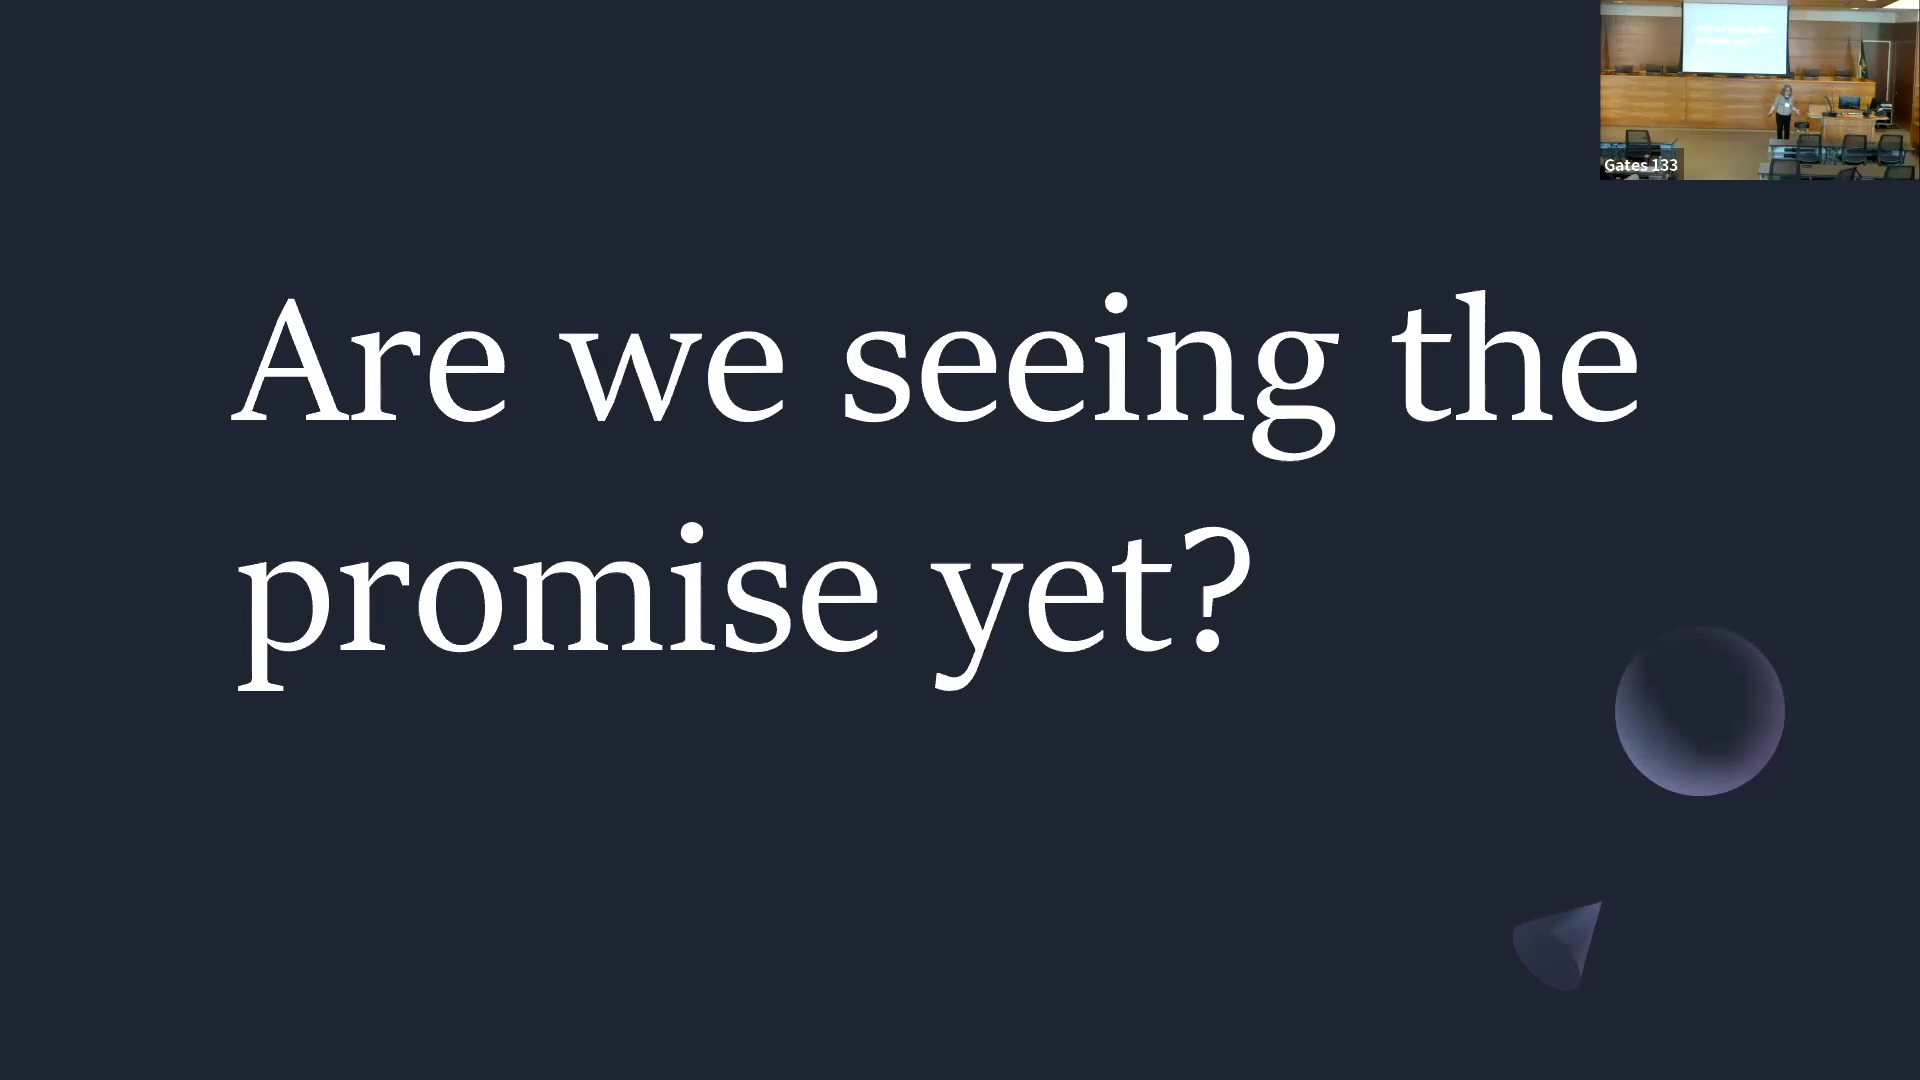 Are we seeing the
promise yet?
Gates 133